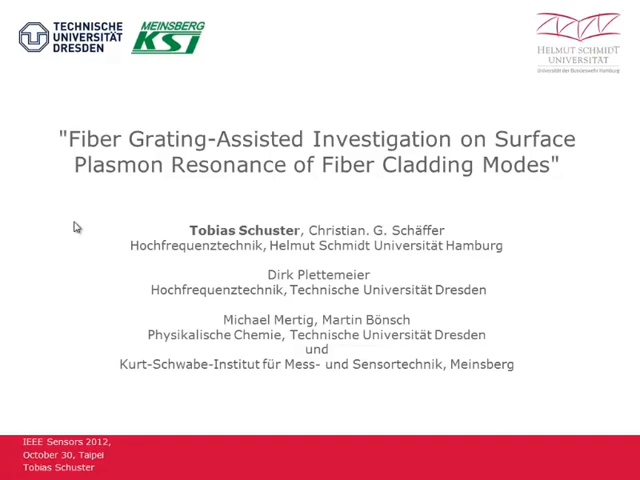 TECHNISCHE
UNIVERSITÄT
DRESDEN
MEINSBERG
KSI
HELMUT SCHMIDT
UNIVERSITÄT
Universität der Bundeswehr Hamburg
"Fiber Grating-Assisted Investigation on Surface
Plasmon Resonance of Fiber Cladding Modes"
Tobias Schuster, Christian. G. Schäffer
Hochfrequenztechnik, Helmut Schmidt Universität Hamburg
Dirk Plettemeier
Hochfrequenztechnik, Technische Universität Dresden
Michael Mertig, Martin Bönsch
Physikalische Chemie, Technische Universität Dresden
und
Kurt-Schwabe-Institut für Mess- und Sensortechnik, Meinsberg
IEEE Sensors 2012,
October 30, Taipei
Tobias Schuster